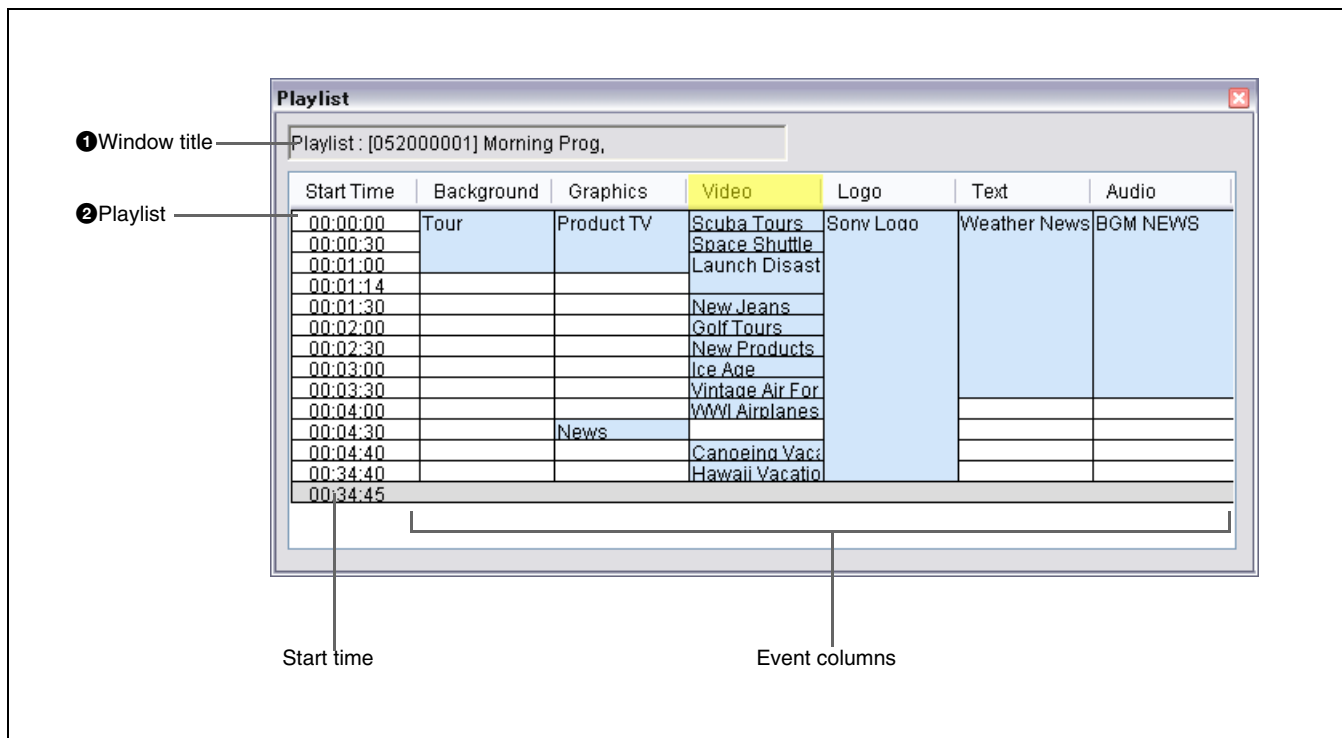 Playlist
❶Window title
Playlist : [052000001] Morning Prog,
Start Time Background Graphics Video Logo Text Audio
❷Playlist
00:00:00 Tour Product TV Scuba Tours Sony Logo Weather News BGM NEWS
00:00:30 Space Shuttle
00:01:00 Launch Disast
00:01:14
00:01:30 New Jeans
00:02:00 Golf Tours
00:02:30 New Products
00:03:00 Ice Age
00:03:30 Vintage Air For
00:04:00 WWI Airplanes
00:04:30 News
00:04:40 Canoeing Vaca
00:34:40 Hawaii Vacatio
00:34:45
Start time
Event columns